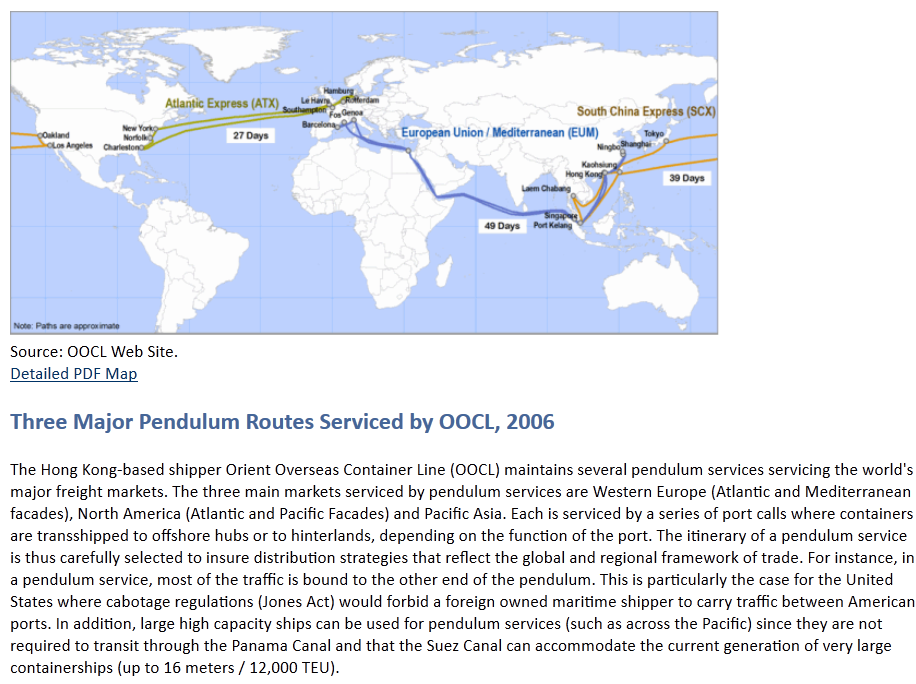 Hamburg
Atlantic Express (ATX)
Le Havre
Rotterdam
Southampton
Fos
Genoa
South China Express (SCX)
New York
Barcelona
European Union / Mediterranean (EUM)
Tokyo
Oakland
Norfolk
27 Days
Ningbo
Shanghai
Los Angeles
Charleston
Kaohsiung
Hong Kong
39 Days
Laem Chabang
Singapore
49 Days
Port Kelang
Note: Paths are approximate
Source: OOCL Web Site.
Detailed PDF Map
Three Major Pendulum Routes Serviced by OOCL, 2006
The Hong Kong-based shipper Orient Overseas Container Line (OOCL) maintains several pendulum services servicing the world's
major freight markets. The three main markets serviced by pendulum services are Western Europe (Atlantic and Mediterranean
facades), North America (Atlantic and Pacific Facades) and Pacific Asia. Each is serviced by a series of port calls where containers
are transshipped to offshore hubs or to hinterlands, depending on the function of the port. The itinerary of a pendulum service
is thus carefully selected to insure distribution strategies that reflect the global and regional framework of trade. For instance, in
a pendulum service, most of the traffic is bound to the other end of the pendulum. This is particularly the case for the United
States where cabotage regulations (Jones Act) would forbid a foreign owned maritime shipper to carry traffic between American
ports. In addition, large high capacity ships can be used for pendulum services (such as across the Pacific) since they are not
required to transit through the Panama Canal and that the Suez Canal can accommodate the current generation of very large
containerships (up to 16 meters / 12,000 TEU).